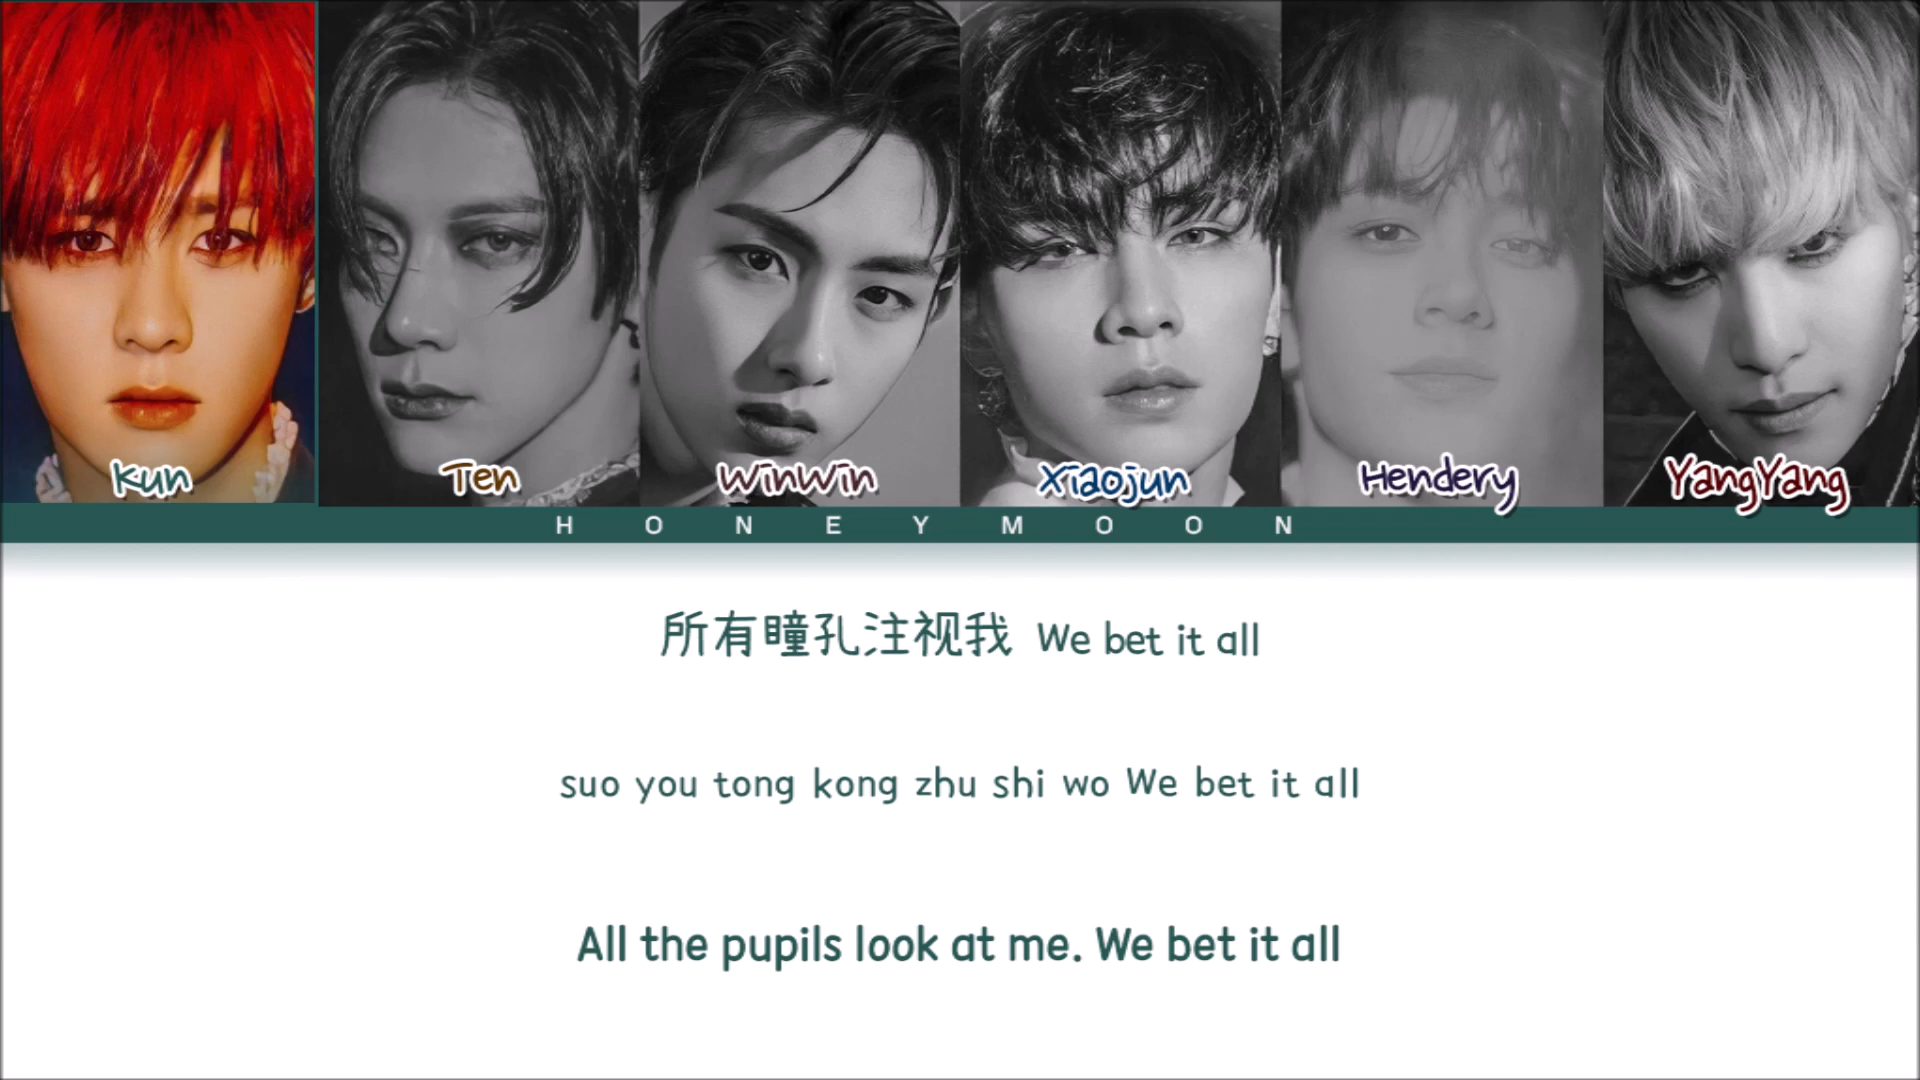 Kun Ten WinWin Xiaojun Hendery YangYang
HONEYMOON
所有瞳孔注视我 We bet it all
suo you tong kong zhu shi wo We bet it all
All the pupils look at me. We bet it all